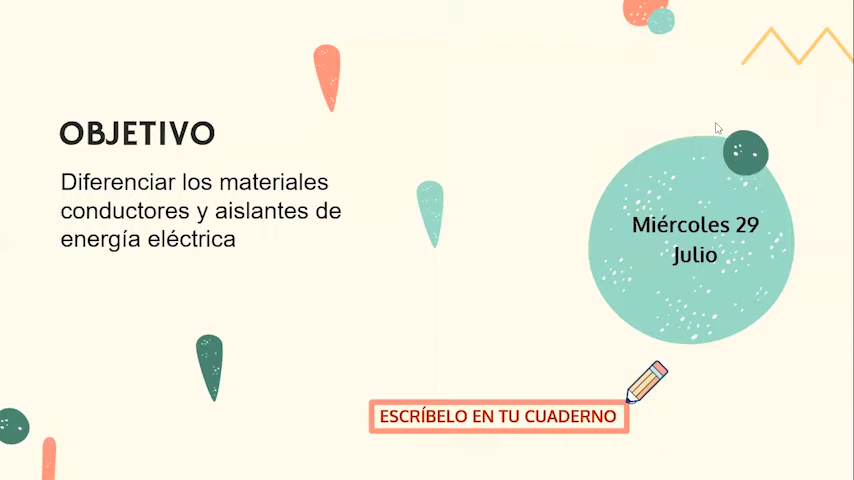 OBJETIVO
Diferenciar los materiales
conductores y aislantes de
energía eléctrica
Miércoles 29
Julio
ESCRÍBELO EN TU CUADERNO